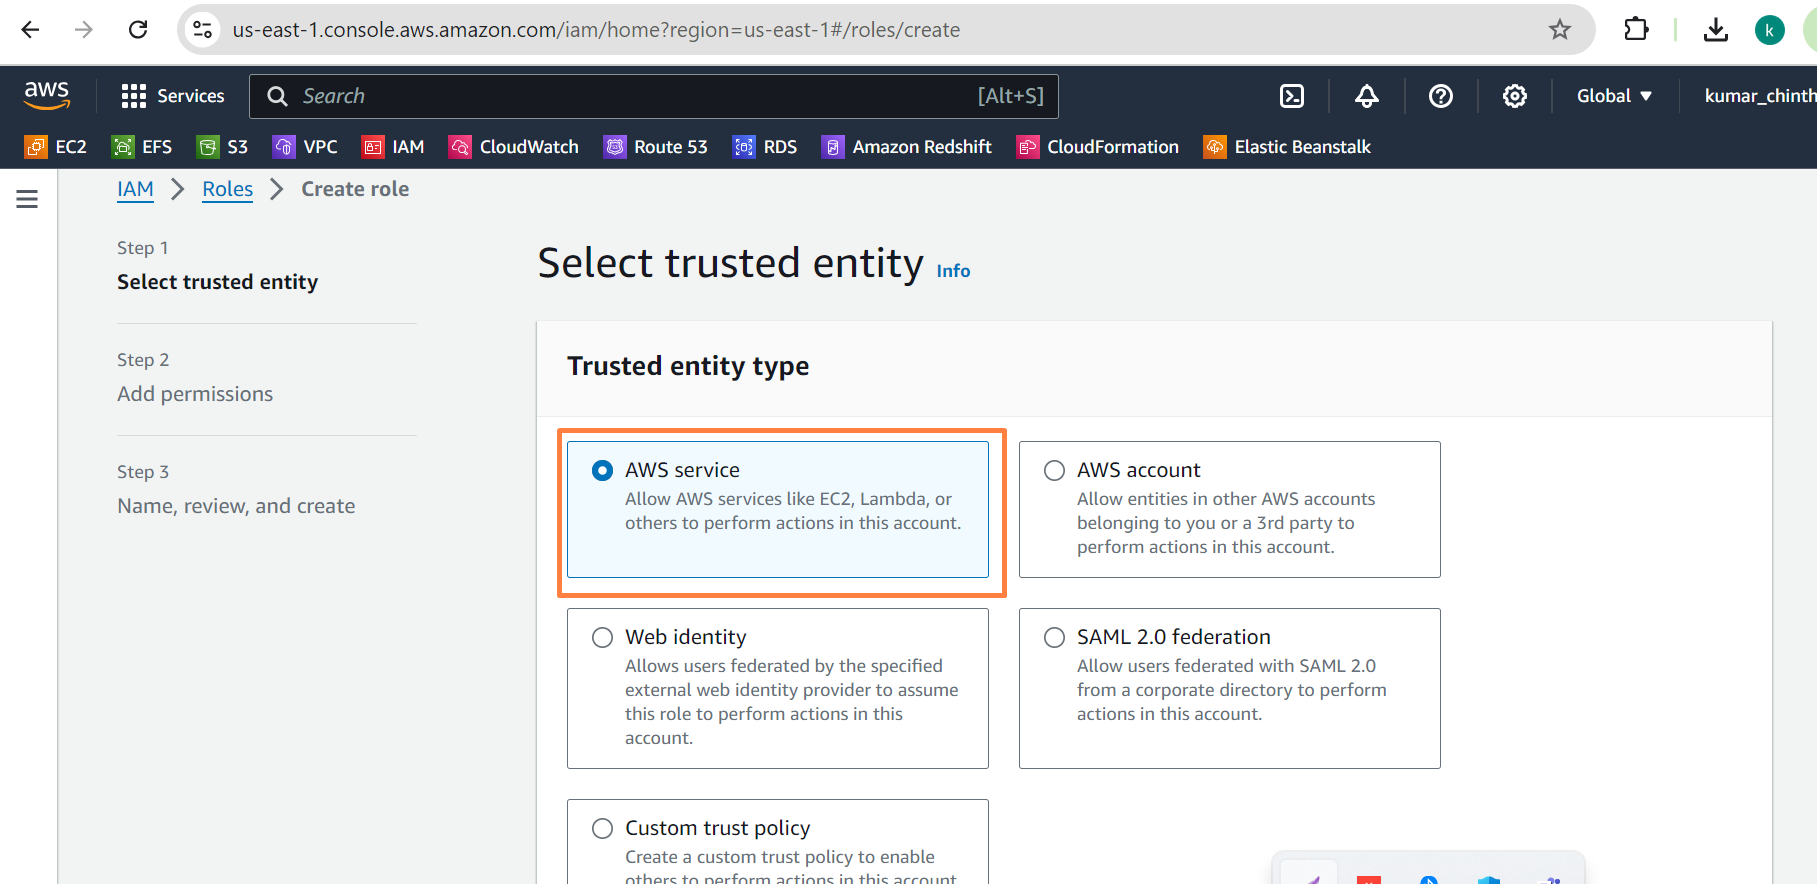 us-east-1.console.aws.amazon.com/iam/home?region=us-east-1#/roles/create
k
aws
Services
Search
[Alt+S]
Global
kumar_chinth
EC2
EFS
S3
VPC
IAM
CloudWatch
Route 53
RDS
Amazon Redshift
CloudFormation
Elastic Beanstalk
IAM
Roles
Create role
Step 1
Select trusted entity
Step 2
Add permissions
Step 3
Name, review, and create
Select trusted entity Info
Trusted entity type
AWS service
Allow AWS services like EC2, Lambda, or
others to perform actions in this account.
AWS account
Allow entities in other AWS accounts
belonging to you or a 3rd party to
perform actions in this account.
Web identity
Allows users federated by the specified
external web identity provider to assume
this role to perform actions in this
account.
SAML 2.0 federation
Allow users federated with SAML 2.0
from a corporate directory to perform
actions in this account.
Custom trust policy
Create a custom trust policy to enable
others to perform actions in this account